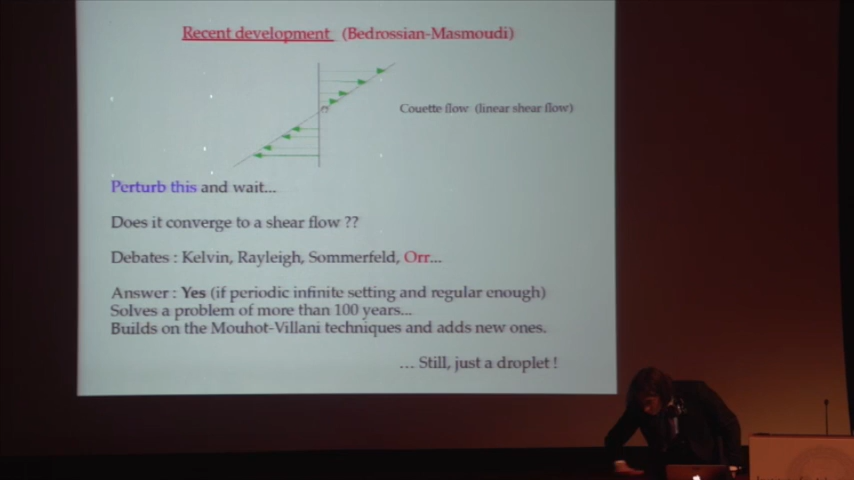 Recent development (Bedrossian-Masmoudi)
Couette flow (linear shear flow)
Perturb this and wait...
Does it converge to a shear flow ??
Debates : Kelvin, Rayleigh, Sommerfeld, Orr...
Answer : Yes (if periodic infinite setting and regular enough)
Solves a problem of more than 100 years...
Builds on the Mouhot-Villani techniques and adds new ones.
... Still, just a droplet !